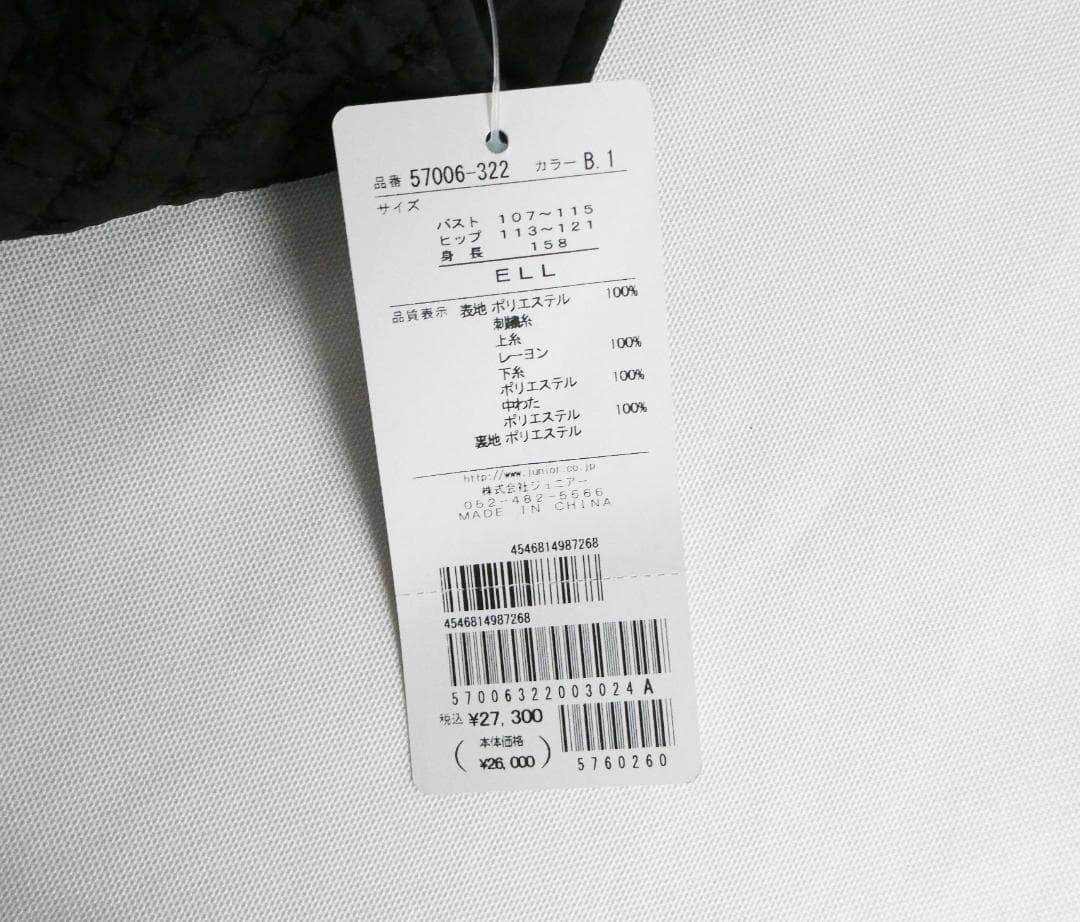 品番 57006-322 カラー B.1
サイズ
バスト 107〜115
ヒップ 113〜121
身長 158
ELL
品質表示 表地 ポリエステル 100%
刺繍糸
上糸
レーヨン 100%
下糸
ポリエステル 100%
中わた
ポリエステル 100%
裏地 ポリエステル
http://www.junior.co.jp
株式会社ジュニアー
052-482-5566
MADE IN CHINA
4546814987268
4546814987268
57006322003024 A
税込 ¥27,300
(本体価格
¥26,000)
5760260